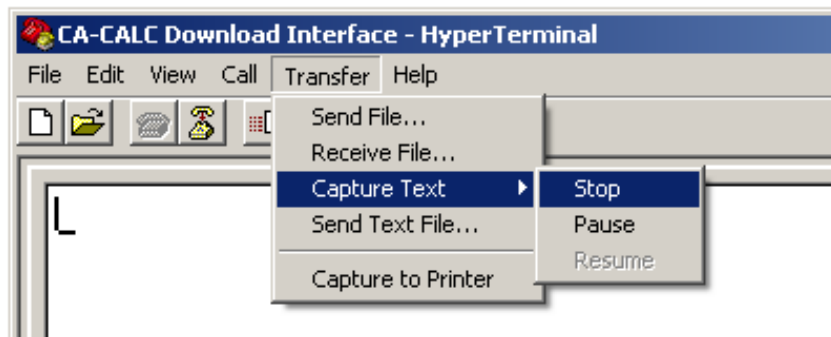 CA-CALC Download Interface - HyperTerminal
File Edit View Call Transfer Help
Send File...
Receive File...
Capture Text Stop
Send Text File... Pause
Resume
Capture to Printer